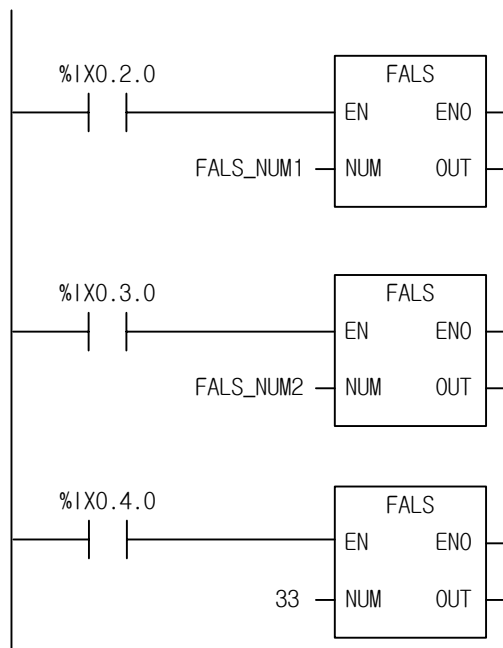 %IX0.2.0
FALS
EN ENO
FALS_NUM1 NUM OUT
%IX0.3.0
FALS
EN ENO
FALS_NUM2 NUM OUT
%IX0.4.0
FALS
EN ENO
33 NUM OUT